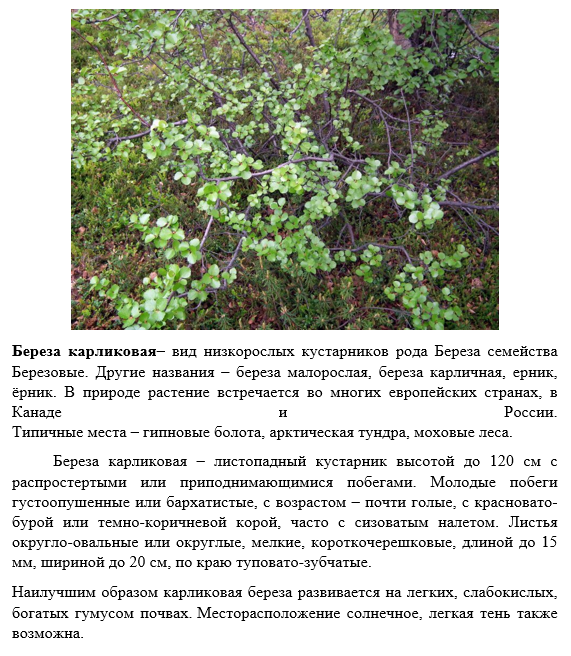 Береза карликовая– вид низкорослых кустарников рода Береза семейства
Березовые. Другие названия – береза малорослая, береза карличная, ерник,
ёрник. В природе растение встречается во многих европейских странах, в
Канаде и России.
Типичные места – гипновые болота, арктическая тундра, моховые леса.
Береза карликовая – листопадный кустарник высотой до 120 см с
распростертыми или приподнимающимися побегами. Молодые побеги
густоопушенные или бархатистые, с возрастом – почти голые, с красновато-
бурой или темно-коричневой корой, часто с сизоватым налетом. Листья
округло-овальные или округлые, мелкие, короткочерешковые, длиной до 15
мм, шириной до 20 см, по краю туповато-зубчатые.
Наилучшим образом карликовая береза развивается на легких, слабокислых,
богатых гумусом почвах. Месторасположение солнечное, легкая тень также
возможна.